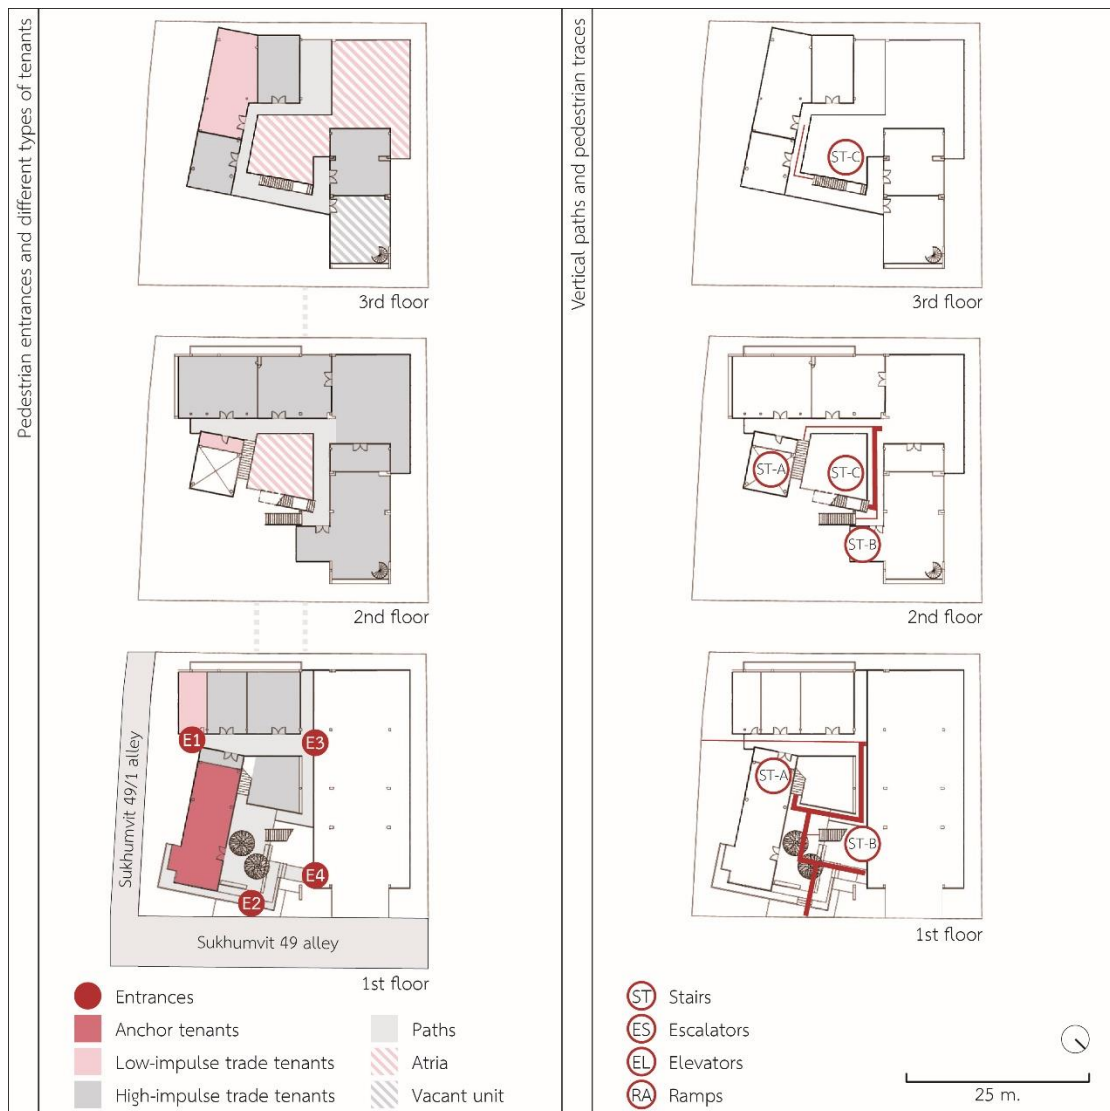 Pedestrian entrances and different types of tenants
3rd floor
2nd floor
E1
E3
E4
E2
Sukhumvit 49/1 alley
Sukhumvit 49 alley
1st floor
Entrances
Anchor tenants
Low-impulse trade tenants
High-impulse trade tenants
Paths
Atria
Vacant unit
Vertical paths and pedestrian traces
ST-C
3rd floor
ST-A
ST-C
ST-B
2nd floor
ST-A
ST-B
1st floor
ST Stairs
ES Escalators
EL Elevators
RA Ramps
25 m.